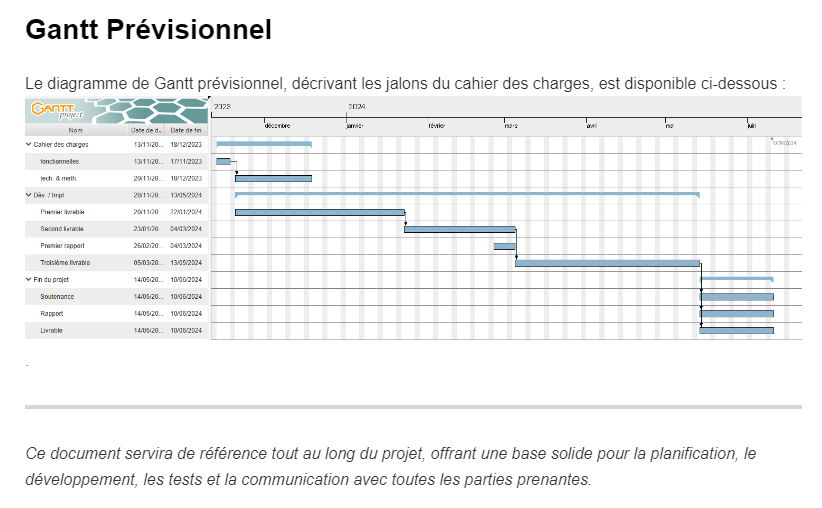 Gantt Prévisionnel
Le diagramme de Gantt prévisionnel, décrivant les jalons du cahier des charges, est disponible ci-dessous :
GANTT project
2023 2024
Nom Date de d... Date de fin
décembre janvier février mars avril mai juin
Cahier des charges 13/11/20... 18/12/2023
fonctionnelles 13/11/20... 17/11/2023
tech. & meth. 20/11/20... 18/12/2023
Dév. / Impl. 20/11/20... 13/05/2024
Premier livrable 20/11/20 22/01/2024
Second livrable 23/01/20... 04/03/2024
Premier rapport 26/02/20... 04/03/2024
Troisième livrable 05/03/20... 13/05/2024
Fin du projet 14/05/20... 10/06/2024
Soutenance 14/05/20... 10/06/2024
Rapport 14/05/20... 10/06/2024
Livrable 14/05/20... 10/06/2024
.
Ce document servira de référence tout au long du projet, offrant une base solide pour la planification, le
développement, les tests et la communication avec toutes les parties prenantes.